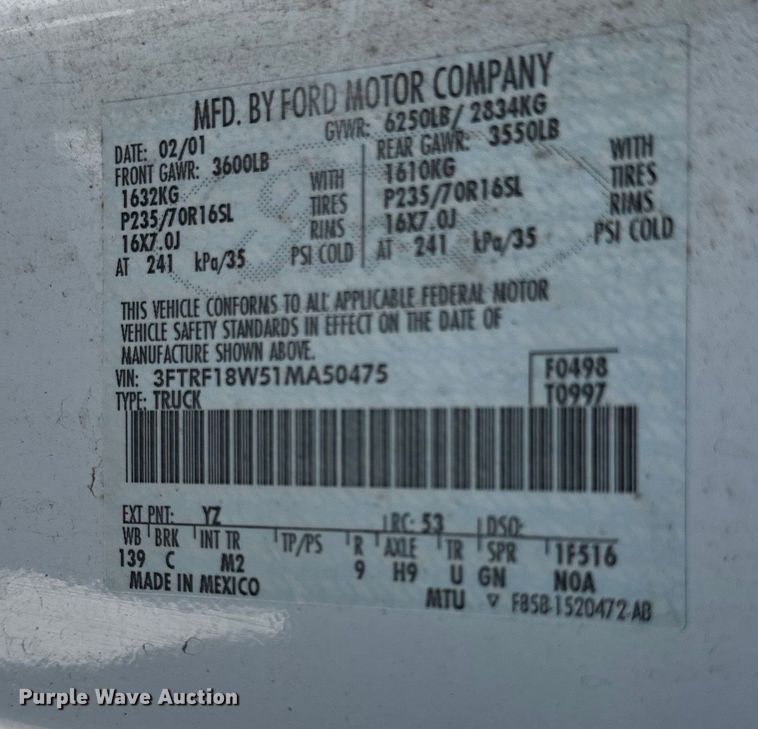 MFD. BY FORD MOTOR COMPANY
DATE: 02/01 GVWR: 6250LB/ 2834KG
FRONT GAWR: 3600LB REAR GAWR: 3550LB
1632KG WITH 1610KG WITH
P235/70R16SL TIRES P235/70R16SL TIRES
16X7.0J RIMS 16X7.0J RIMS
AT 241 kPa/35 PSI COLD AT 241 kPa/35 PSI COLD
THIS VEHICLE CONFORMS TO ALL APPLICABLE FEDERAL MOTOR
VEHICLE SAFETY STANDARDS IN EFFECT ON THE DATE OF
MANUFACTURE SHOWN ABOVE.
VIN: 3FTRF18W51MA50475 F0498
TYPE: TRUCK T0997
EXT PNT: YZ RC: 53 DSO:
WB BRK INT TR TP/PS R AXLE TR SPR 1F516
139 C M2 9 H9 U GN NOA
MADE IN MEXICO MTU F85B-1520472-AB
Purple Wave Auction